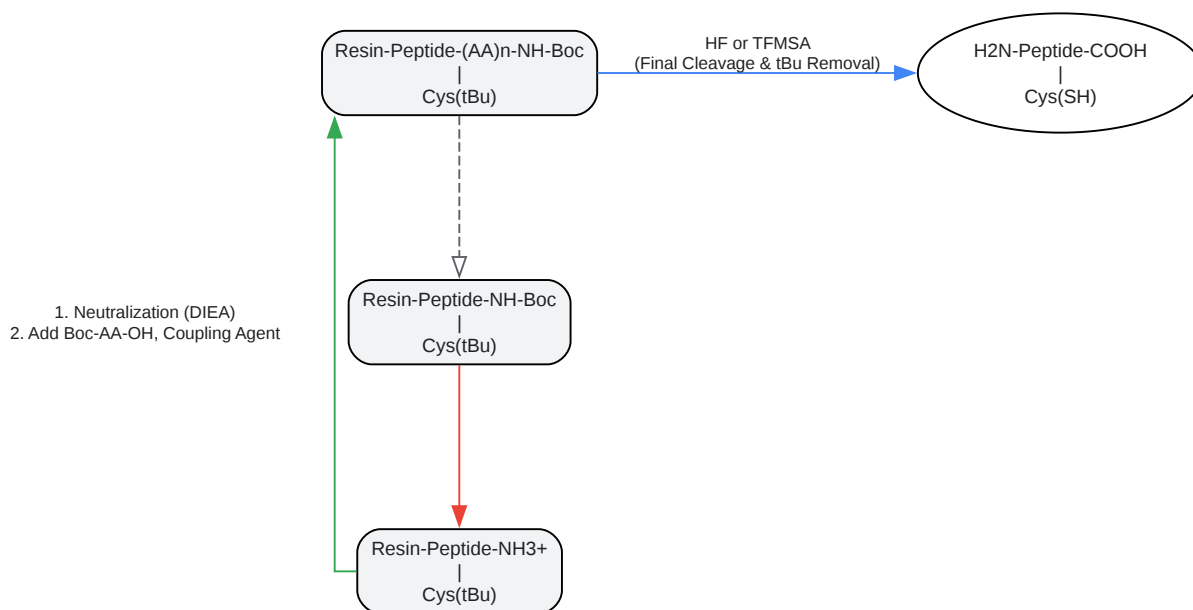 Resin-Peptide-(AA)n-NH-Boc
|
Cys(tBu)
HF or TFMSA
(Final Cleavage & tBu Removal)
H2N-Peptide-COOH
|
Cys(SH)
Resin-Peptide-NH-Boc
|
Cys(tBu)
1. Neutralization (DIEA)
2. Add Boc-AA-OH, Coupling Agent
Resin-Peptide-NH3+
|
Cys(tBu)